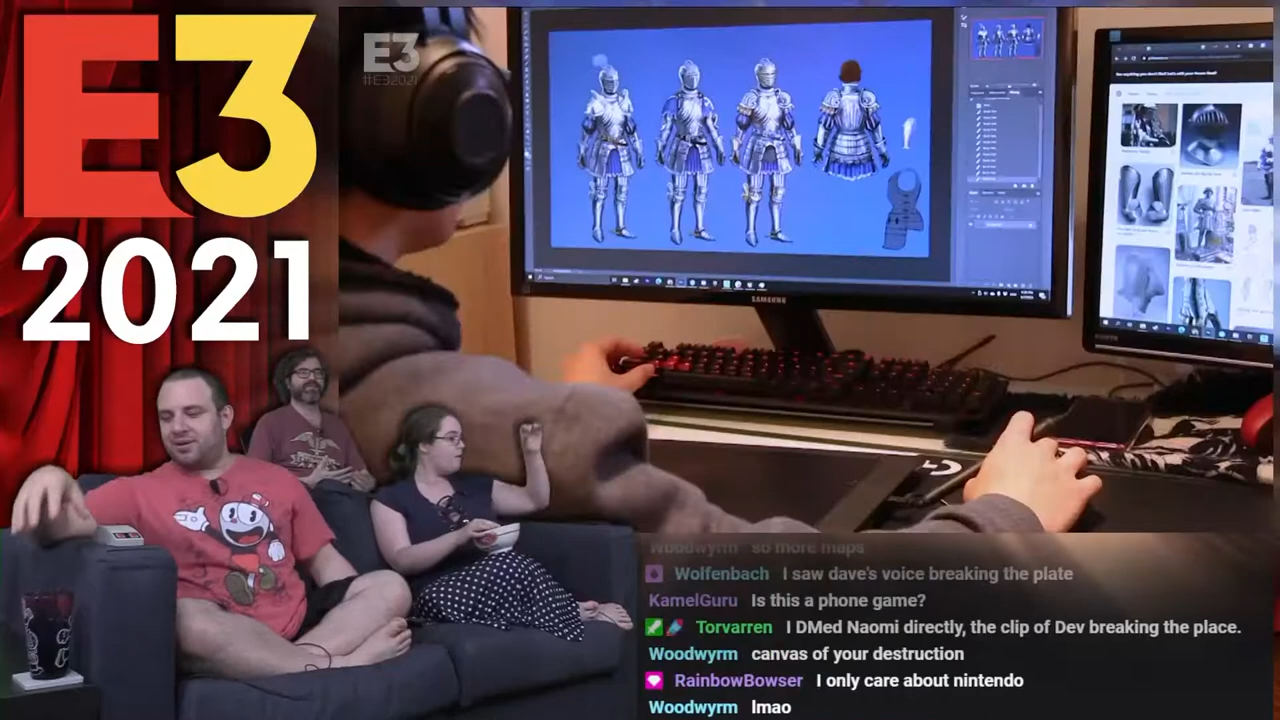 E3
2021
E3
#E32021
SAMSUNG
Woodwyrm so more maps
Wolfenbach I saw dave's voice breaking the plate
KamelGuru Is this a phone game?
Torvarren I DMed Naomi directly, the clip of Dev breaking the place.
Woodwyrm canvas of your destruction
RainbowBowser I only care about nintendo
Woodwyrm lmao